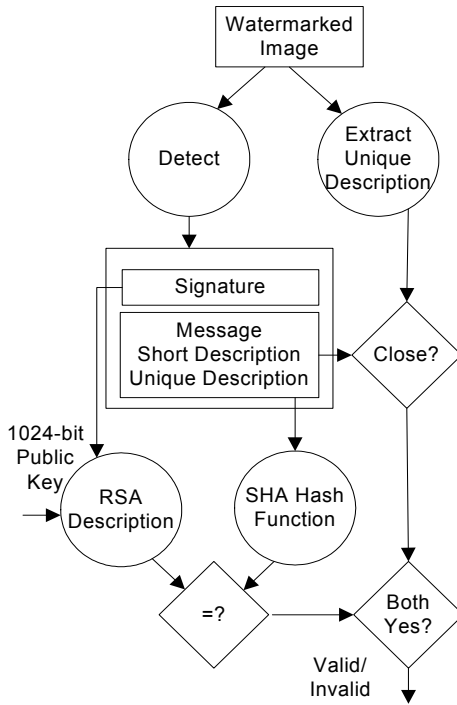 Watermarked
Image
Detect
Extract
Unique
Description
Signature
Message
Short Description
Unique Description
Close?
1024-bit
Public
Key
RSA
Description
SHA Hash
Function
=?
Both
Yes?
Valid/
Invalid